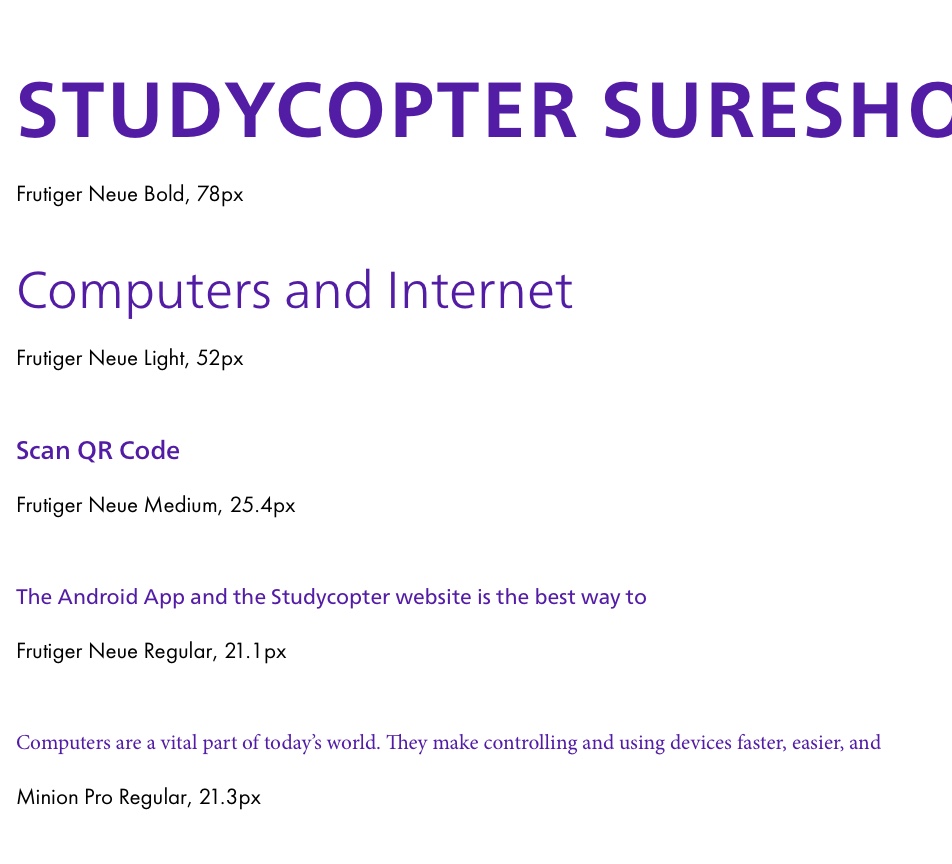 STUDYCOPTER SURESHO
Frutiger Neue Bold, 78px
Computers and Internet
Frutiger Neue Light, 52px
Scan QR Code
Frutiger Neue Medium, 25.4px
The Android App and the Studycopter website is the best way to
Frutiger Neue Regular, 21.1px
Computers are a vital part of today’s world. They make controlling and using devices faster, easier, and
Minion Pro Regular, 21.3px